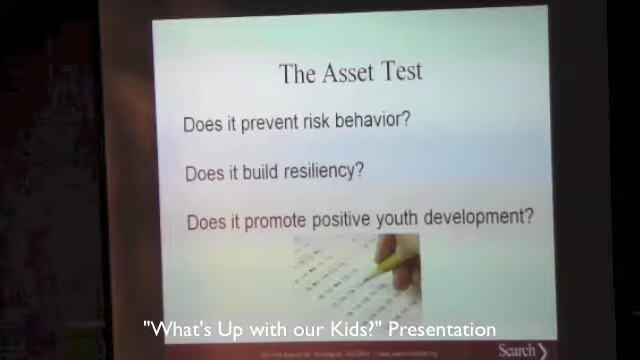 The Asset Test
Does it prevent risk behavior?
Does it build resiliency?
Does it promote positive youth development?
"What's Up with our Kids?" Presentation
Search